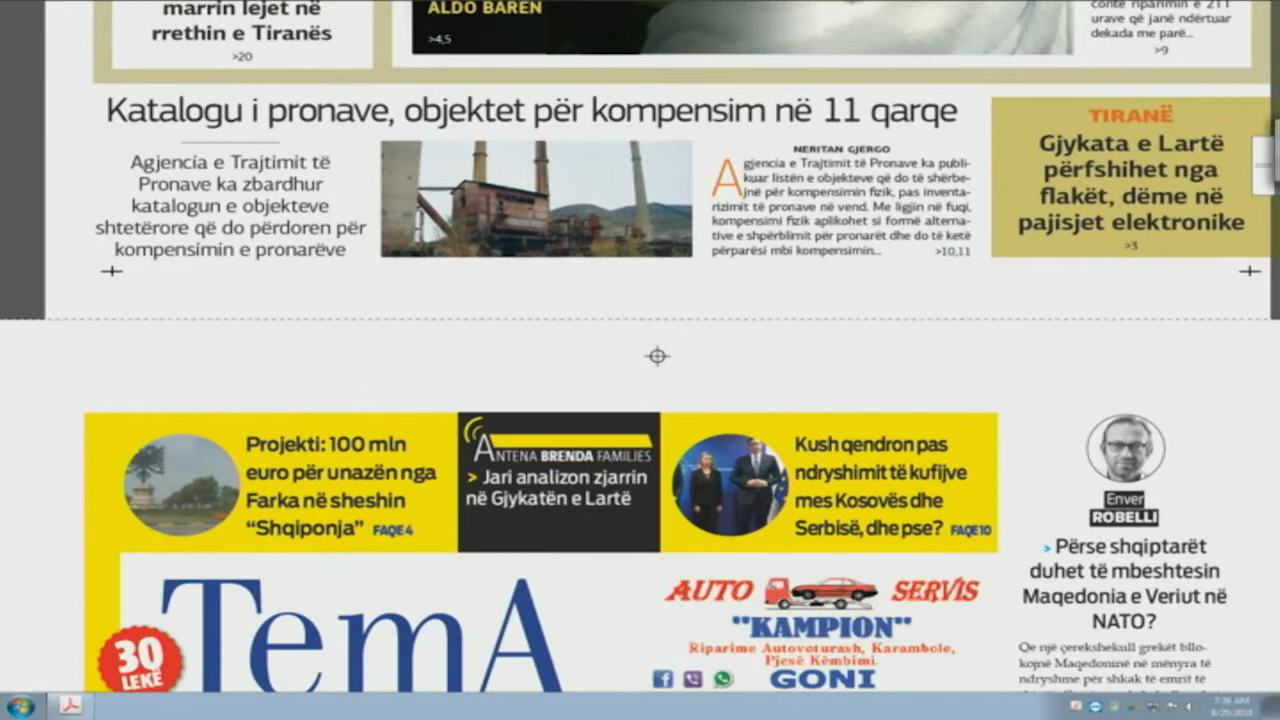 marrin lejet në
rrethin e Tiranës
>20
ALDO BAREN
>4,5
urave që janë ndërtuar
dekada me parë...
>9
Katalogu i pronave, objektet për kompensim në 11 qarqe
Agjencia e Trajtimit të
Pronave ka zbardhur
katalogun e objekteve
shtetërore që do përdoren për
kompensimin e pronarëve
NERITAN GJERGO
Agjencia e Trajtimit të Pronave ka publi-
kuar listën e objekteve që do të shërbe-
jnë për kompensimin fizik, pas inventa-
rizimit të pronave në vend. Me ligjin në fuqi,
kompensimi fizik aplikohet si formë alterna-
tive e shpërblimit për pronarët dhe do të ketë
përparësi mbi kompensimin... >10,11
TIRANË
Gjykata e Lartë
përfshihet nga
flakët, dëme në
pajisjet elektronike
>3
Projekti: 100 mln
euro për unazën nga
Farka në sheshin
“Shqiponja” FAQE 4
ANTENA BRENDA FAMILJES
> Jari analizon zjarrin
në Gjykatën e Lartë
Kush qendron pas
ndryshimit të kufijve
mes Kosovës dhe
Serbisë, dhe pse? FAQE 10
Enver
ROBELLI
> Përse shqiptarët
duhet të mbeshtesin
Maqedonia e Veriut në
NATO?
Qe një çerekshekull grekët bllo-
kojnë Maqedoninë në mënyra të
ndryshme për shkak të emrit të
TemA
30
LEKË
AUTO SERVIS
"KAMPION"
Riparime Autoveturash, Karambole,
Pjesë Këmbimi.
GONI
7:36 AM
8/20/2018